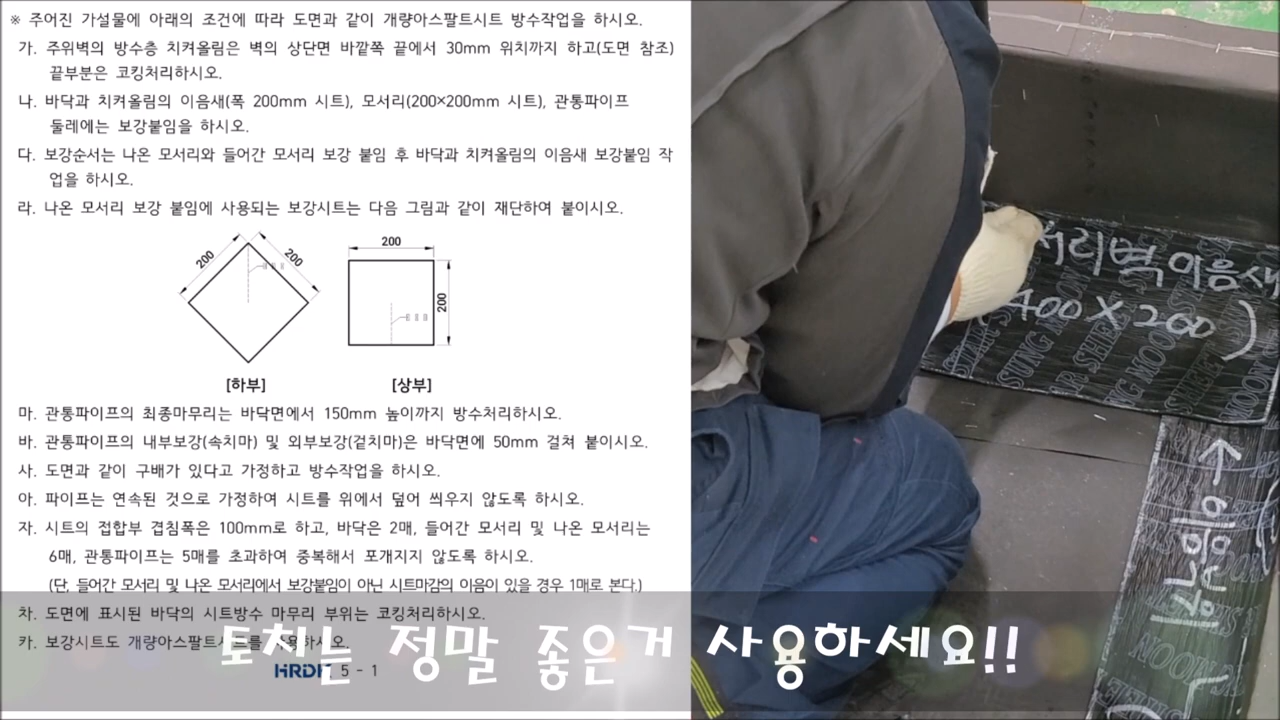 ※ 주어진 가설물에 아래의 조건에 따라 도면과 같이 개량아스팔트시트 방수작업을 하시오.
가. 주위벽의 방수층 치켜올림은 벽의 상단면 바깥쪽 끝에서 30mm 위치까지 하고(도면 참조)
끝부분은 코킹처리하시오.
나. 바닥과 치켜올림의 이음새(폭 200mm 시트), 모서리(200×200mm 시트), 관통파이프
둘레에는 보강붙임을 하시오.
다. 보강순서는 나온 모서리와 들어간 모서리 보강 붙임 후 바닥과 치켜올림의 이음새 보강붙임 작
업을 하시오.
라. 나온 모서리 보강 붙임에 사용되는 보강시트는 다음 그림과 같이 재단하여 붙이시오.
200 200 200
200
[하부] [상부]
마. 관통파이프의 최종마무리는 바닥면에서 150mm 높이까지 방수처리하시오.
바. 관통파이프의 내부보강(속치마) 및 외부보강(겉치마)은 바닥면에 50mm 걸쳐 붙이시오.
사. 도면과 같이 구배가 있다고 가정하고 방수작업을 하시오.
아. 파이프는 연속된 것으로 가정하여 시트를 위에서 덮어 씌우지 않도록 하시오.
자. 시트의 접합부 겹침폭은 100mm로 하고, 바닥은 2매, 들어간 모서리 및 나온 모서리는
6매, 관통파이프는 5매를 초과하여 중복해서 포개지지 않도록 하시오.
(단, 들어간 모서리 및 나온 모서리에서 보강붙임이 아닌 시트마감의 이음이 있을 경우 1매로 본다.)
차. 도면에 표시된 바닥의 시트방수 마무리 부위는 코킹처리하시오.
카. 보강시트도 개량아스팔트시트를 사용하시오.
HRDK 5 - 1
서리벽이음새
400 X 200 )
토치는 정말 좋은거 사용하세요!!